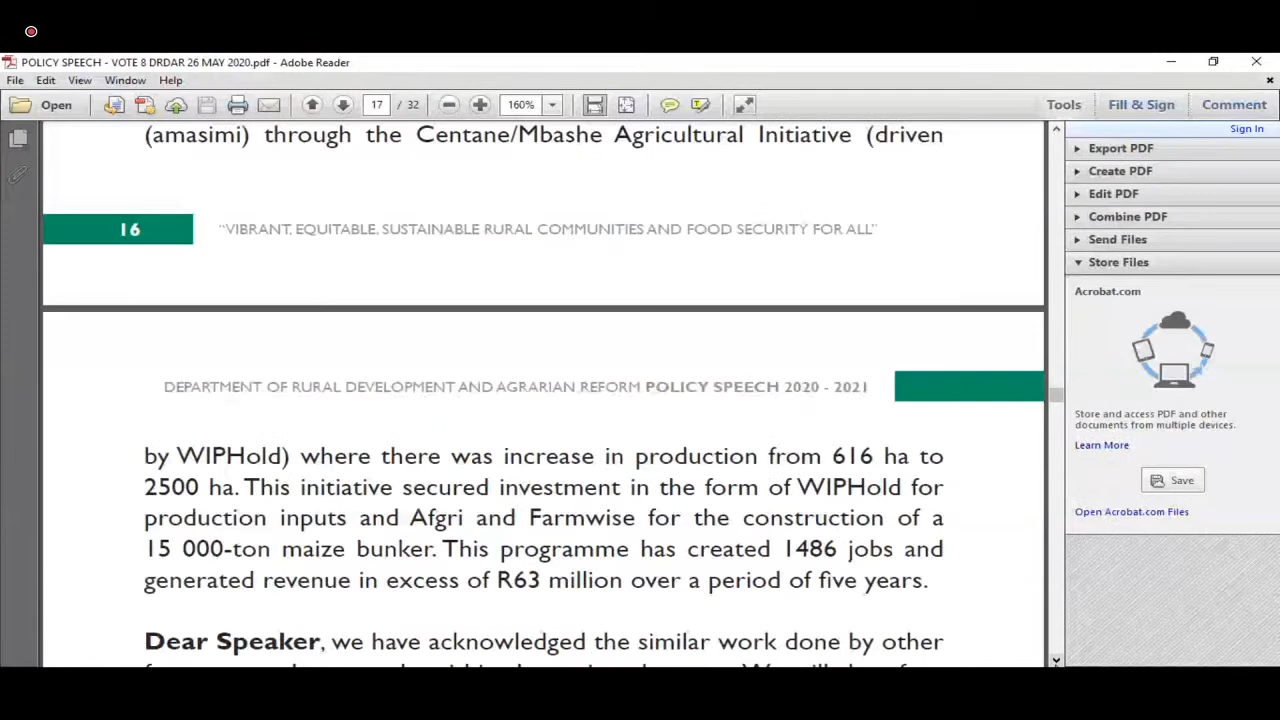 POLICY SPEECH - VOTE 8 DRDAR 26 MAY 2020.pdf - Adobe Reader
File Edit View Window Help
Open 17 / 32 160% Tools Fill & Sign Comment
Sign In
Export PDF
Create PDF
Edit PDF
Combine PDF
Send Files
Store Files
Acrobat.com
Store and access PDF and other
documents from multiple devices.
Learn More
Save
Open Acrobat.com Files
(amasimi) through the Centane/Mbashe Agricultural Initiative (driven
16 "VIBRANT, EQUITABLE, SUSTAINABLE RURAL COMMUNITIES AND FOOD SECURITY FOR ALL"
DEPARTMENT OF RURAL DEVELOPMENT AND AGRARIAN REFORM POLICY SPEECH 2020 - 2021
by WIPHold) where there was increase in production from 616 ha to
2500 ha. This initiative secured investment in the form of WIPHold for
production inputs and Afgri and Farmwise for the construction of a
15 000-ton maize bunker. This programme has created 1486 jobs and
generated revenue in excess of R63 million over a period of five years.
Dear Speaker, we have acknowledged the similar work done by other